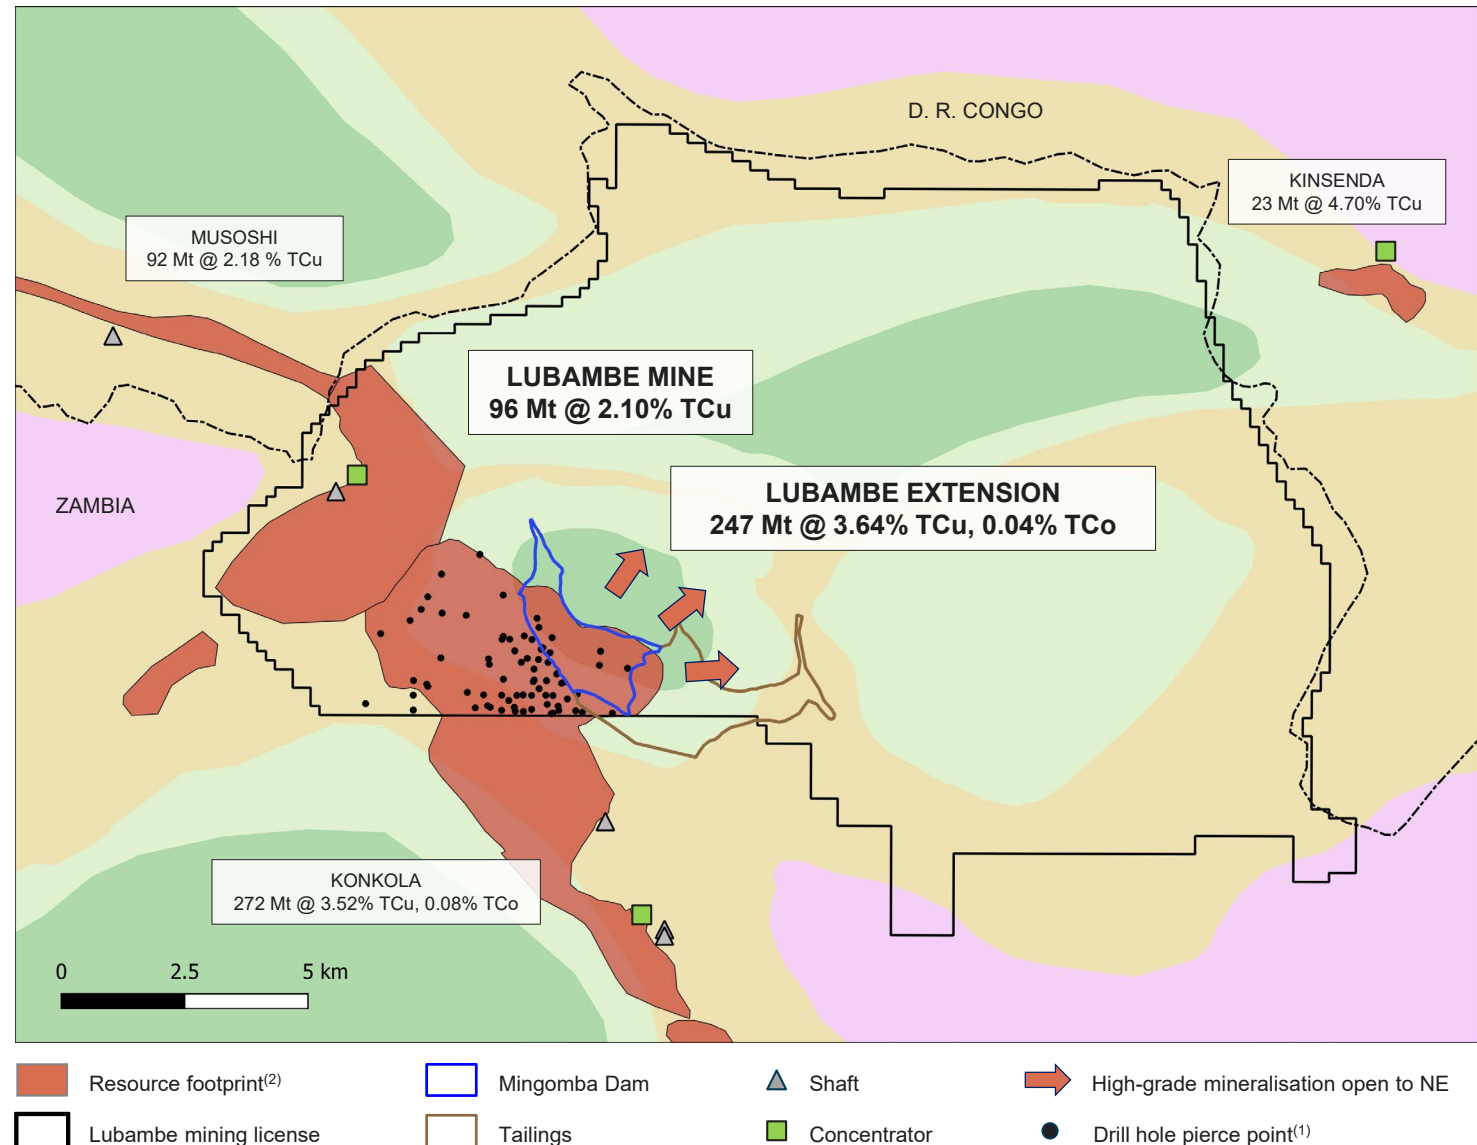 D. R. CONGO
KINSENDA
23 Mt @ 4.70% TCu
MUSOSHI
92 Mt @ 2.18 % TCu
LUBAMBE MINE
96 Mt @ 2.10% TCu
LUBAMBE EXTENSION
247 Mt @ 3.64% TCu, 0.04% TCo
ZAMBIA
KONKOLA
272 Mt @ 3.52% TCu, 0.08% TCo
0 2.5 5 km
Resource footprint(2)
Mingomba Dam
Shaft
High-grade mineralisation open to NE
Lubambe mining license
Tailings
Concentrator
Drill hole pierce point(1)